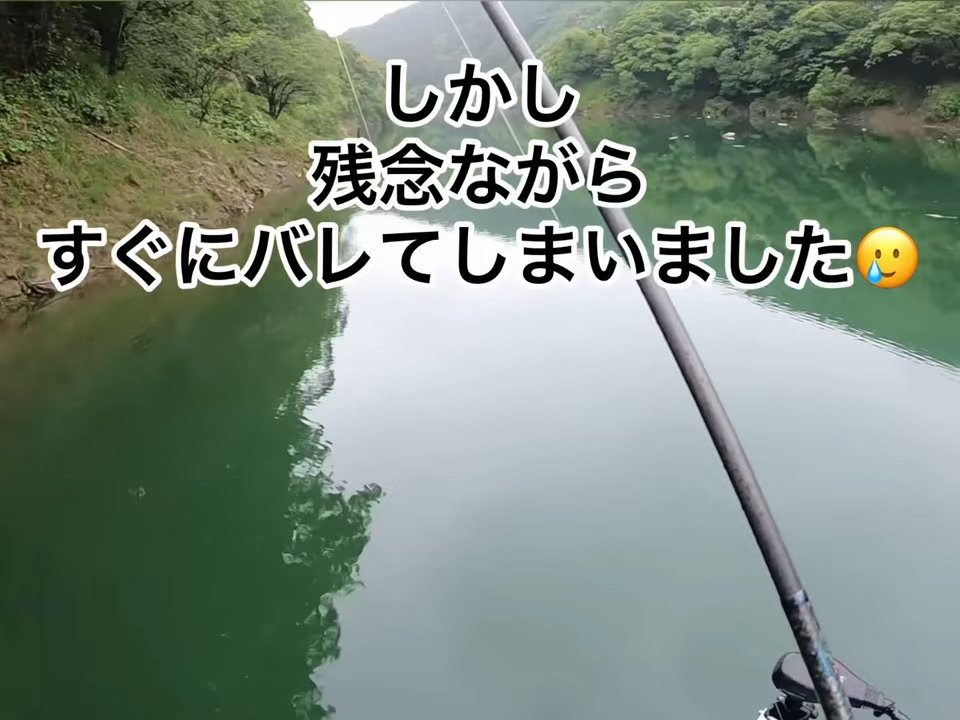 しかし
残念ながら
すぐにバレてしまいました🥲